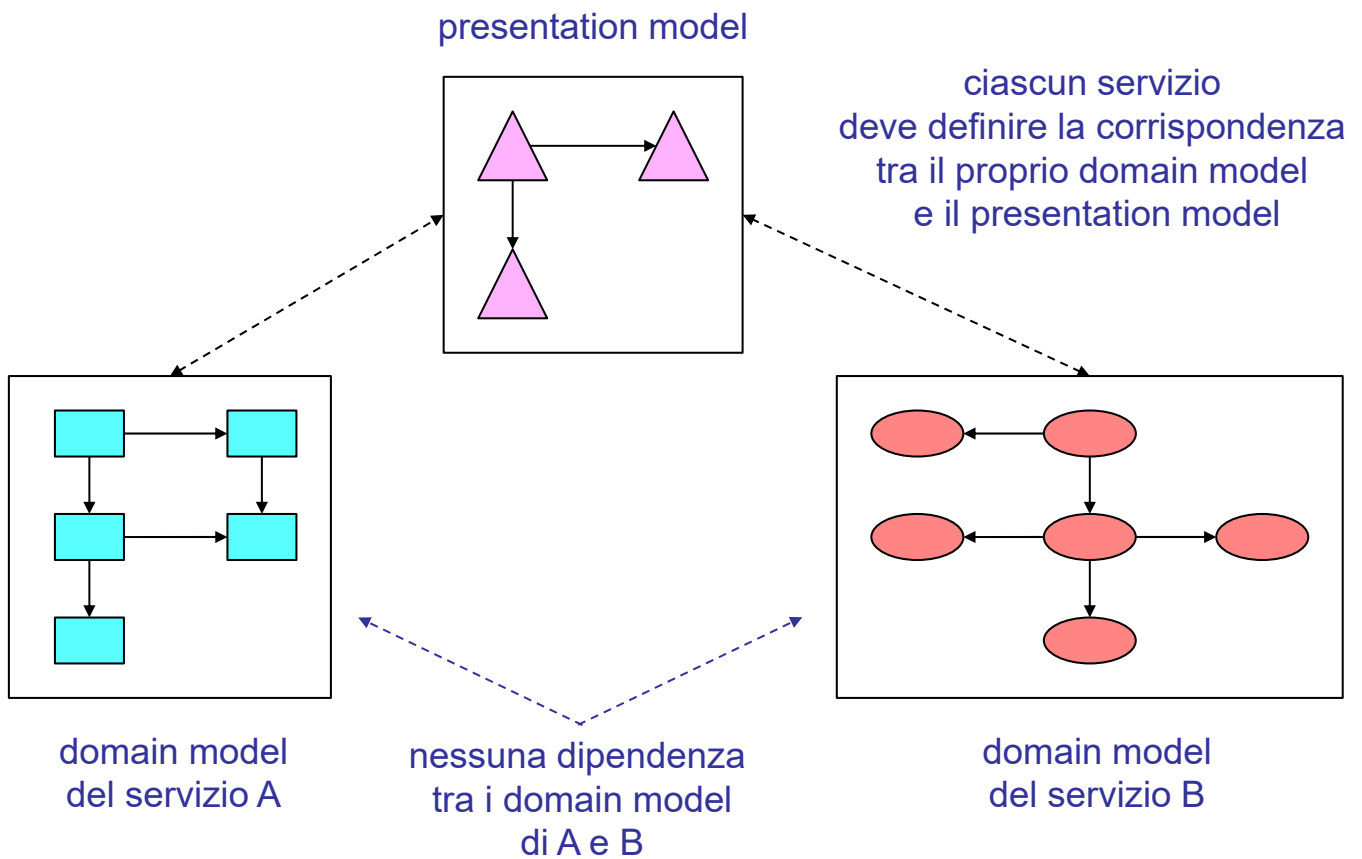 presentation model
ciascun servizio
deve definire la corrispondenza
tra il proprio domain model
e il presentation model
domain model
del servizio A
nessuna dipendenza
tra i domain model
di A e B
domain model
del servizio B